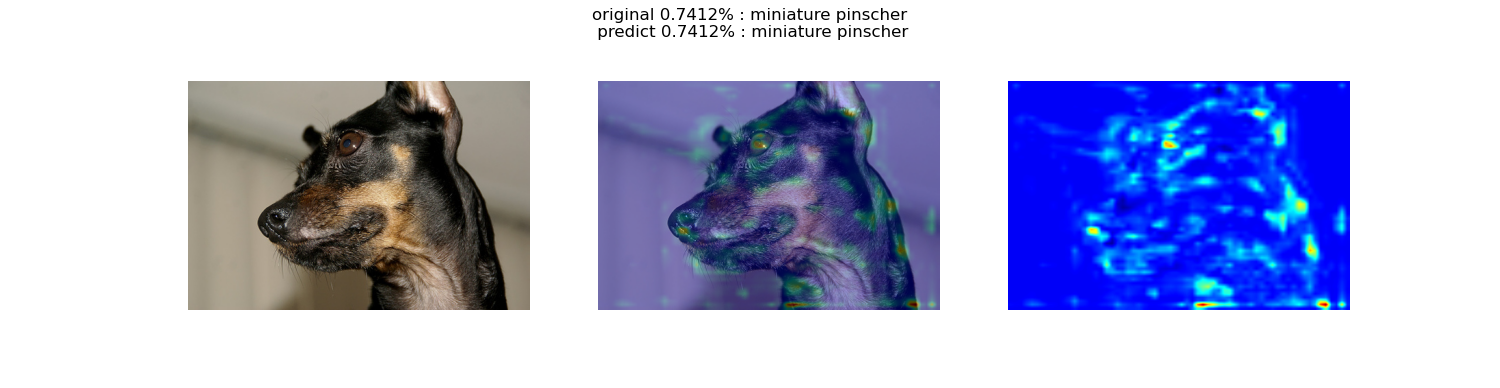 original 0.7412% : miniature pinscher
predict 0.7412% : miniature pinscher